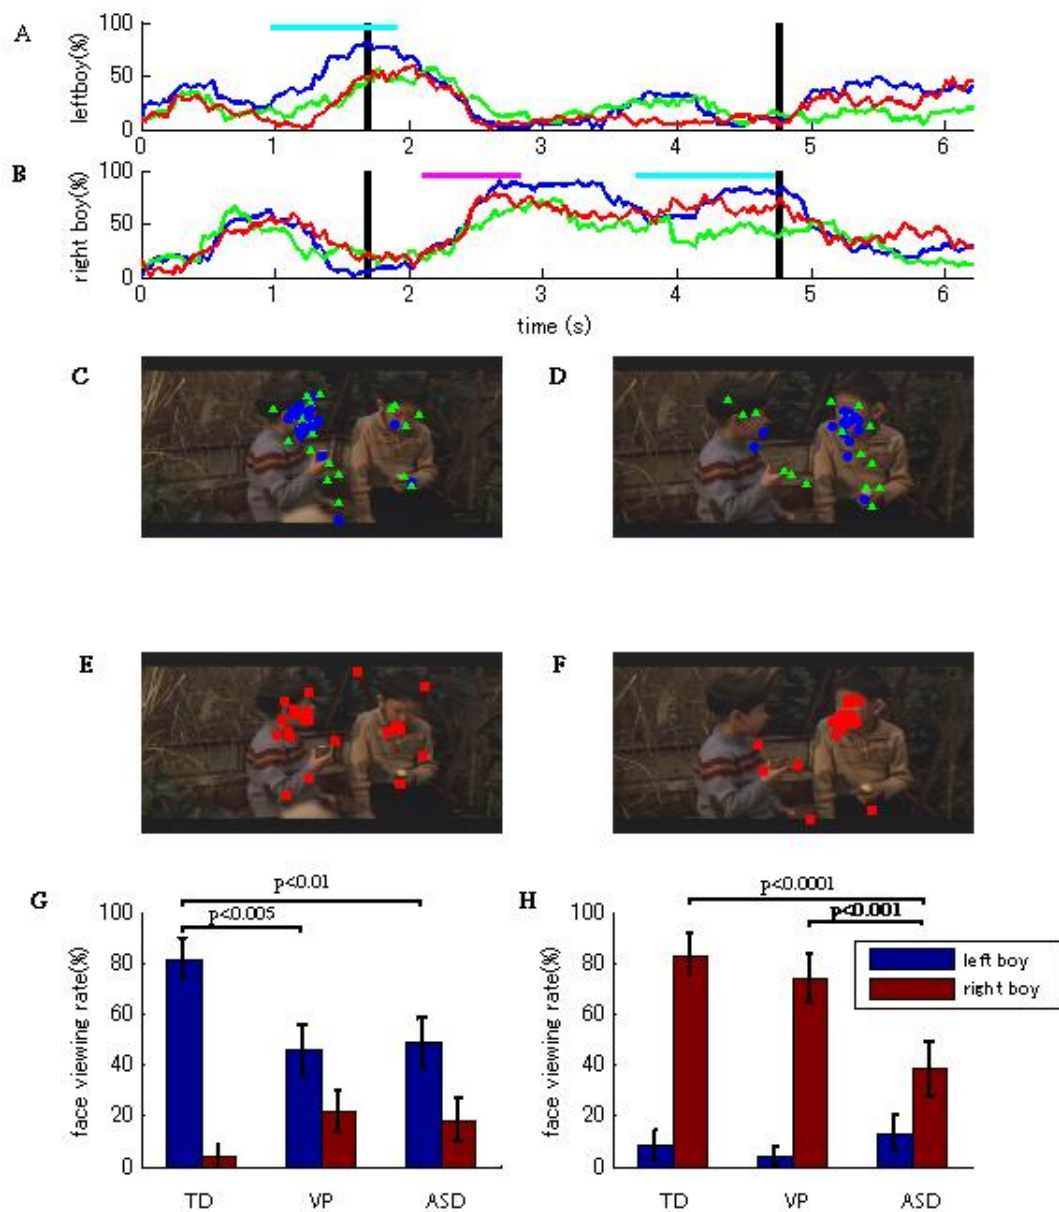 A
leftboy(%)
100
50
0
0 1 2 3 4 5 6
B
right boy(%)
100
50
0
0 1 2 3 4 5 6
time (s)
C
D
E
F
G
p<0.01
p<0.005
face viewing rate(%)
100
80
60
40
20
0
TD VP ASD
H
p<0.0001
p<0.001
face viewing rate(%)
100
80
60
40
20
0
left boy
right boy
TD VP ASD